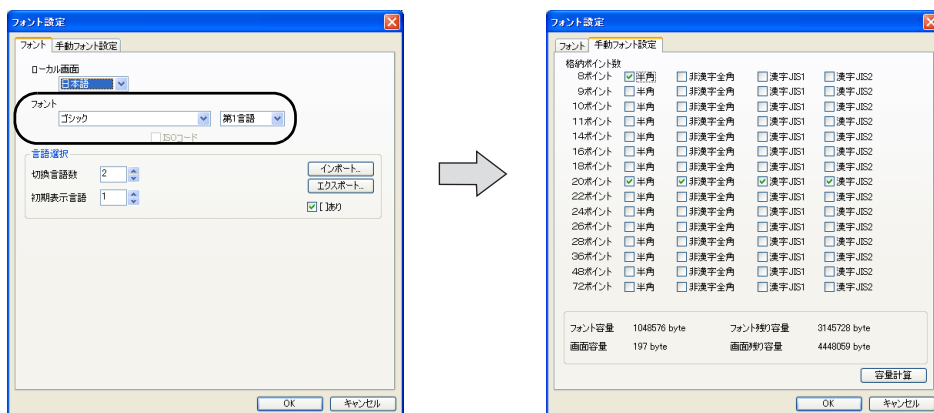 フォント設定
フォント 手動フォント設定
ローカル画面
日本語
フォント
ゴシック 第1言語
ISOコード
言語選択
切換言語数 2
インポート...
初期表示言語 1
エクスポート...
[ ]あり
OK キャンセル
フォント設定
フォント 手動フォント設定
格納ポイント数
8ポイント 半角 非漢字全角 漢字JIS1 漢字JIS2
9ポイント 半角 非漢字全角 漢字JIS1 漢字JIS2
10ポイント 半角 非漢字全角 漢字JIS1 漢字JIS2
11ポイント 半角 非漢字全角 漢字JIS1 漢字JIS2
14ポイント 半角 非漢字全角 漢字JIS1 漢字JIS2
16ポイント 半角 非漢字全角 漢字JIS1 漢字JIS2
18ポイント 半角 非漢字全角 漢字JIS1 漢字JIS2
20ポイント 半角 非漢字全角 漢字JIS1 漢字JIS2
22ポイント 半角 非漢字全角 漢字JIS1 漢字JIS2
24ポイント 半角 非漢字全角 漢字JIS1 漢字JIS2
26ポイント 半角 非漢字全角 漢字JIS1 漢字JIS2
28ポイント 半角 非漢字全角 漢字JIS1 漢字JIS2
36ポイント 半角 非漢字全角 漢字JIS1 漢字JIS2
48ポイント 半角 非漢字全角 漢字JIS1 漢字JIS2
72ポイント 半角 非漢字全角 漢字JIS1 漢字JIS2
フォント容量 1048576 byte フォント残り容量 3145728 byte
画面容量 197 byte 画面残り容量 4448059 byte
容量計算
OK キャンセル